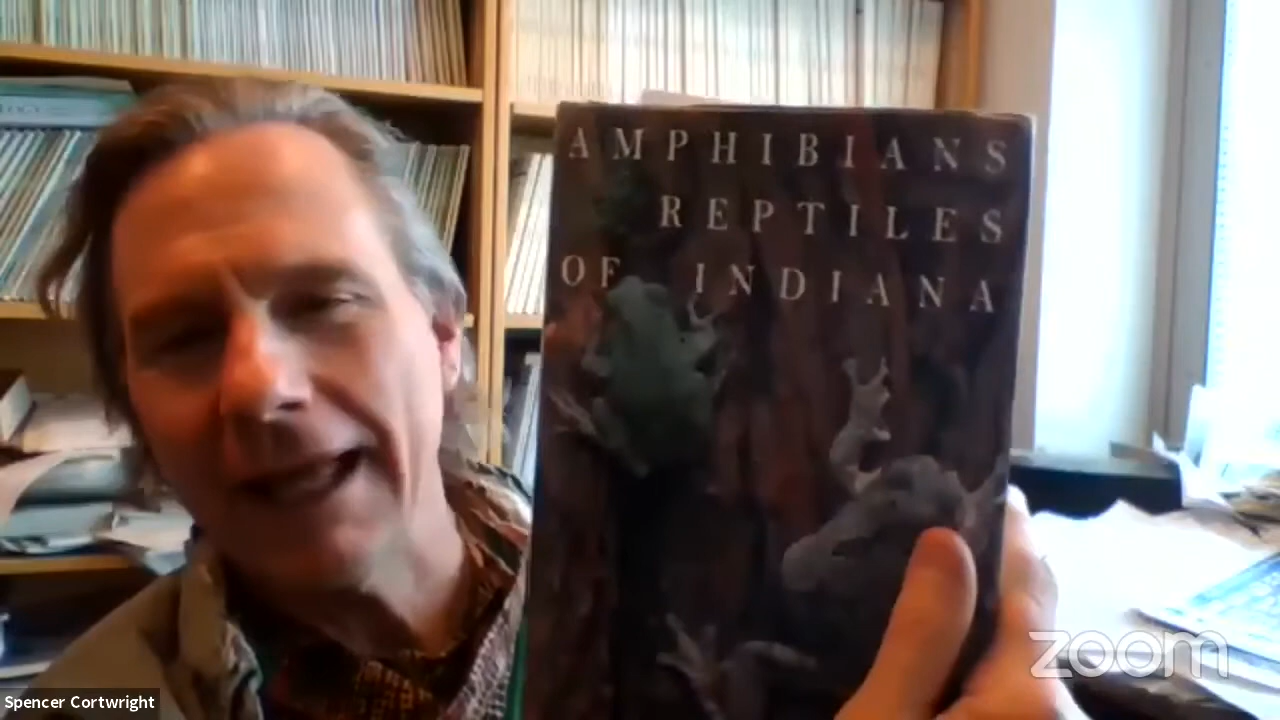 AMPHIBIANS
REPTILES
OF INDIANA
Spencer Cortwright
zoom